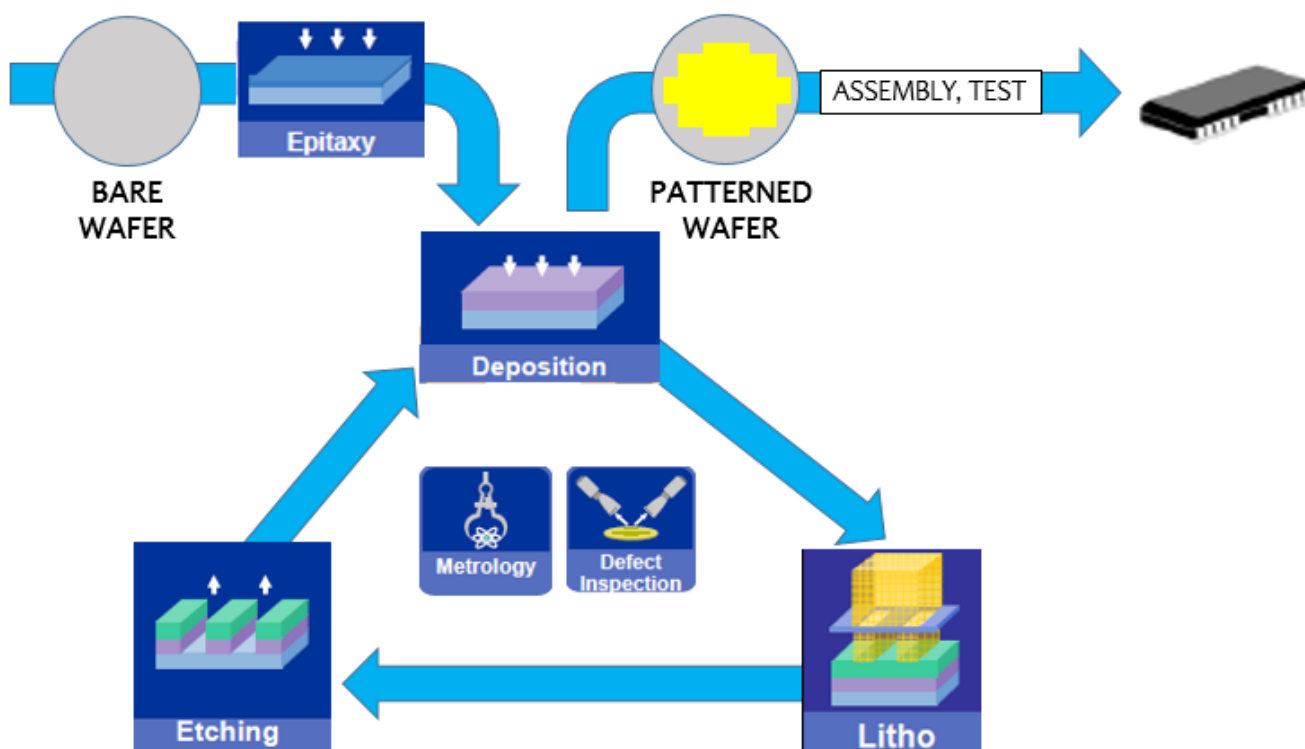 Epitaxy
BARE
WAFER
PATTERNED
WAFER
ASSEMBLY, TEST
Deposition
Metrology
Defect
Inspection
Etching
Litho